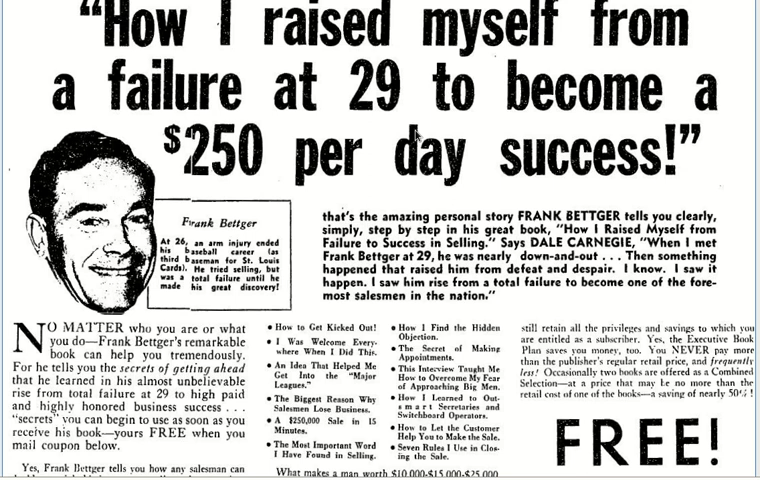 "How I raised myself from
a failure at 29 to become a
$250 per day success!"
Frank Bettger
At 26, an arm injury ended
his baseball career (as
third baseman for St. Louis
Cards). He tried selling, but
was a total failure until he
made his great discovery!
that's the amazing personal story FRANK BETTGER tells you clearly,
simply, step by step in his great book, "How I Raised Myself from
Failure to Success in Selling." Says DALE CARNEGIE, "When I met
Frank Bettger at 29, he was nearly down-and-out . . . Then something
happened that raised him from defeat and despair. I know. I saw it
happen. I saw him rise from a total failure to become one of the fore-
most salesmen in the nation."
NO MATTER who you are or what
you do—Frank Bettger's remarkable
book can help you tremendously.
For he tells you the secrets of getting ahead
that he learned in his almost unbelievable
rise from total failure at 29 to high paid
and highly honored business success . . .
"secrets" you can begin to use as soon as you
receive his book—yours FREE when you
mail coupon below.
Yes, Frank Bettger tells you how any salesman can
• How to Get Kicked Out!
• I Was Welcome Every-
where When I Did This.
• An Idea That Helped Me
Get Into the "Major
Leagues."
• The Biggest Reason Why
Salesmen Lose Business.
• A $250,000 Sale in 15
Minutes.
• The Most Important Word
I Have Found in Selling.
• How I Find the Hidden
Objection.
• The Secret of Making
Appointments.
• This Interview Taught Me
How to Overcome My Fear
of Approaching Big Men.
• How I Learned to Out-
smart Secretaries and
Switchboard Operators.
• How to Let the Customer
Help You to Make the Sale.
• Seven Rules I Use in Clos-
ing the Sale.
What makes a man worth $10,000-$15,000-$25,000
still retain all the privileges and savings to which you
are entitled as a subscriber. Yes, the Executive Book
Plan saves you money, too. You NEVER pay more
than the publisher's regular retail price, and frequently
less! Occasionally two books are offered as a Combined
Selection—at a price that may be no more than the
retail cost of one of the books—a saving of nearly 50%!
FREE!